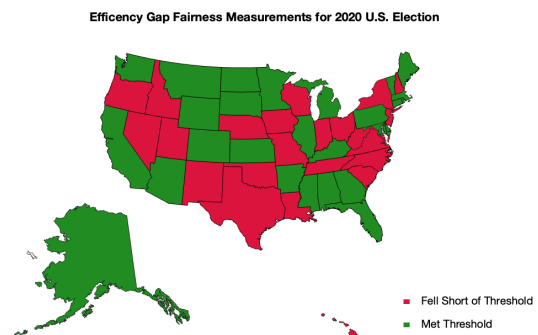 Efficency Gap Fairness Measurements for 2020 U.S. Election
Fell Short of Threshold
Met Threshold